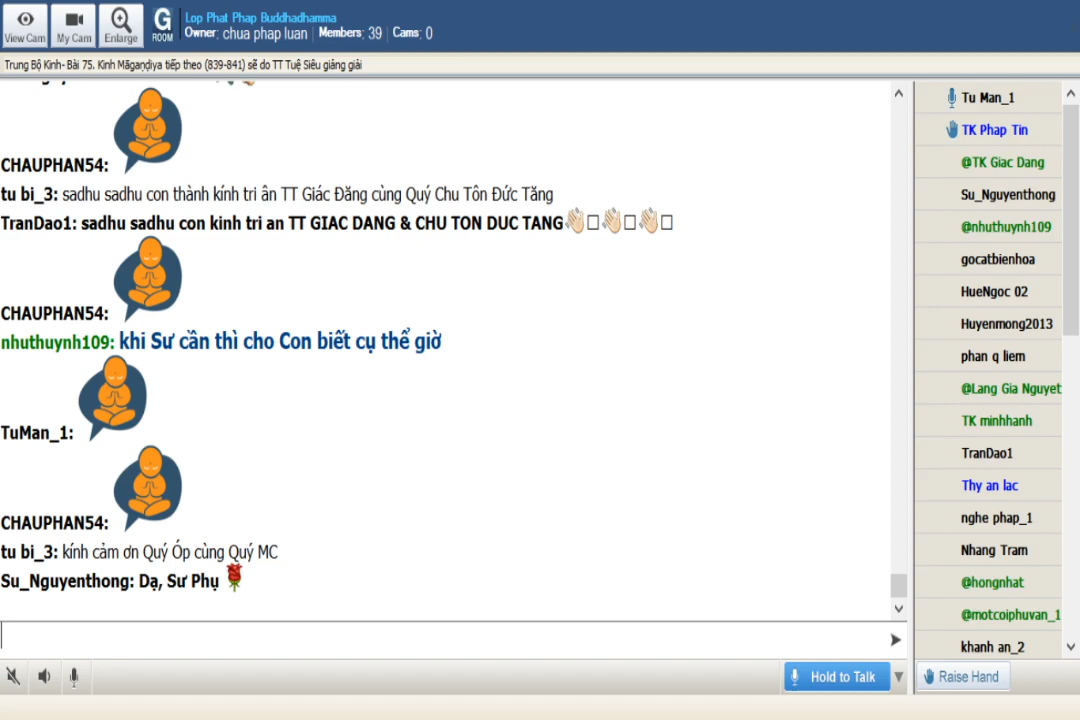 Lop Phat Phap Buddhadhamma
Owner: chua phap luan | Members: 39 | Cams: 0
View Cam
My Cam
Enlarge
G
ROOM
Trung Bộ Kinh- Bài 75. Kinh Māgaṇḍiya tiếp theo (839-841) sẽ do TT Tuệ Siêu giảng giải
CHAUPHAN54:
tu bi_3: sadhu sadhu con thành kính tri ân TT Giác Đăng cùng Quý Chu Tôn Đức Tăng
TranDao1: sadhu sadhu con kinh tri an TT GIAC DANG & CHU TON DUC TANG
CHAUPHAN54:
nhuthuynh109: khi Sư cần thì cho Con biết cụ thể giờ
TuMan_1:
CHAUPHAN54:
tu bi_3: kính cảm ơn Quý Óp cùng Quý MC
Su_Nguyenthong: Dạ, Sư Phụ
Tu Man_1
TK Phap Tin
@TK Giac Dang
Su_Nguyenthong
@nhuthuynh109
gocatbienhoa
HueNgoc 02
Huyenmong2013
phan q liem
@Lang Gia Nguyet
TK minhhanh
TranDao1
Thy an lac
nghe phap_1
Nhang Tram
@hongnhat
@motcoiphuvan_1
khanh an_2
Hold to Talk
Raise Hand